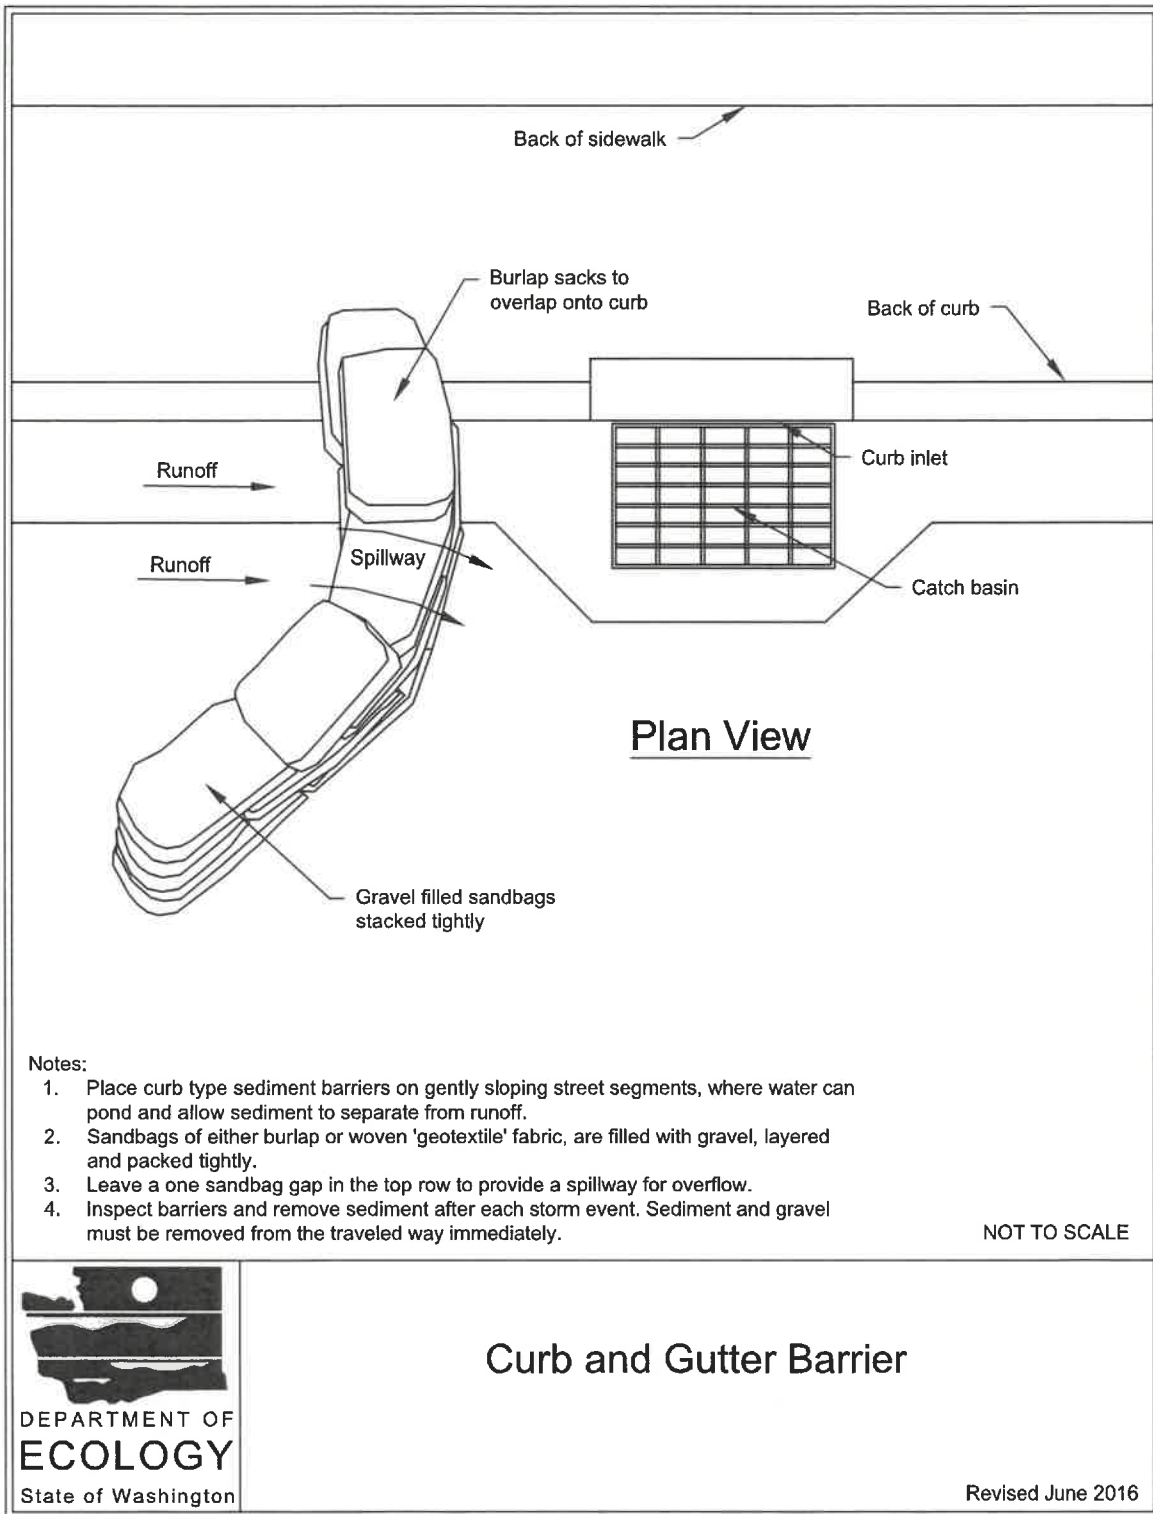 Back of sidewalk
Burlap sacks to
overlap onto curb
Back of curb
Curb inlet
Runoff
Spillway
Runoff
Catch basin
Plan View
Gravel filled sandbags
stacked tightly
Notes:
1. Place curb type sediment barriers on gently sloping street segments, where water can
pond and allow sediment to separate from runoff.
2. Sandbags of either burlap or woven 'geotextile' fabric, are filled with gravel, layered
and packed tightly.
3. Leave a one sandbag gap in the top row to provide a spillway for overflow.
4. Inspect barriers and remove sediment after each storm event. Sediment and gravel
must be removed from the traveled way immediately.
NOT TO SCALE
DEPARTMENT OF
ECOLOGY
State of Washington
Curb and Gutter Barrier
Revised June 2016